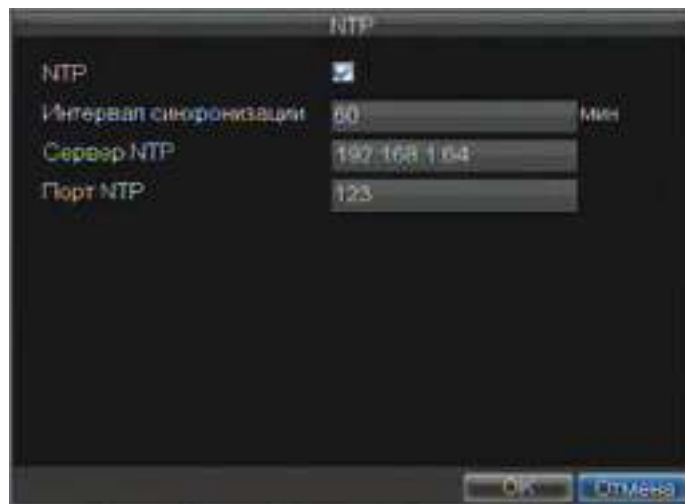 NTP
NTP
Интервал синхронизации 60 мин
Сервер NTP 192.168.1.64
Порт NTP 123
OK Отмена